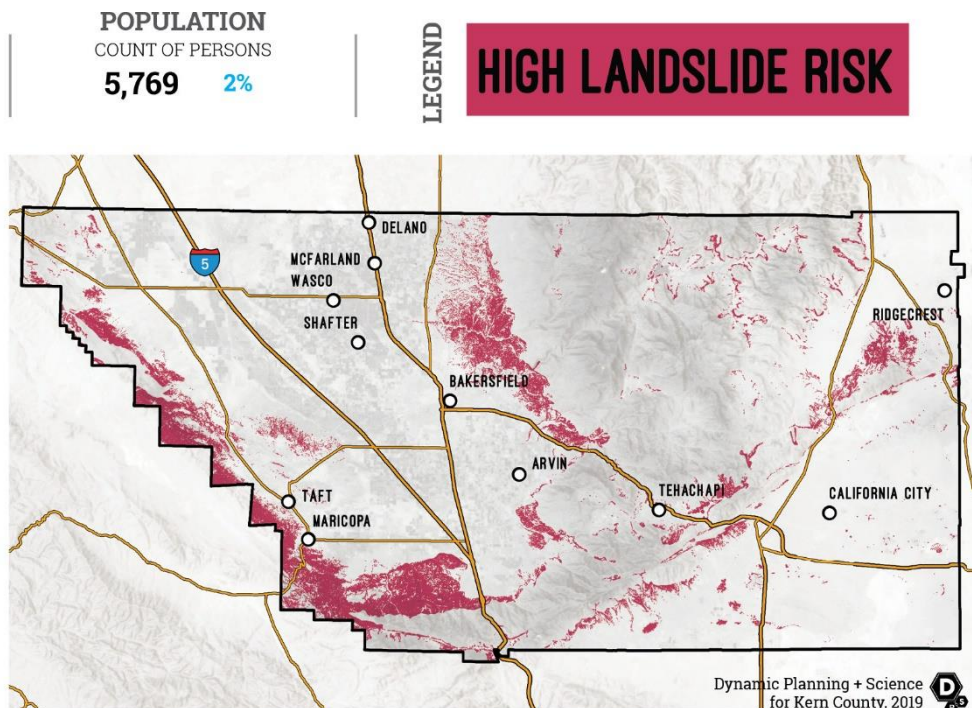 POPULATION
COUNT OF PERSONS
5,769 2%
LEGEND
HIGH LANDSLIDE RISK
DELANO
MCFARLAND
WASCO
5
SHAFTER
RIDGECREST
BAKERSFIELD
ARVIN
TEHACHAPI
CALIFORNIA CITY
TAFT
MARICOPA
Dynamic Planning + Science
for Kern County, 2019
D
S